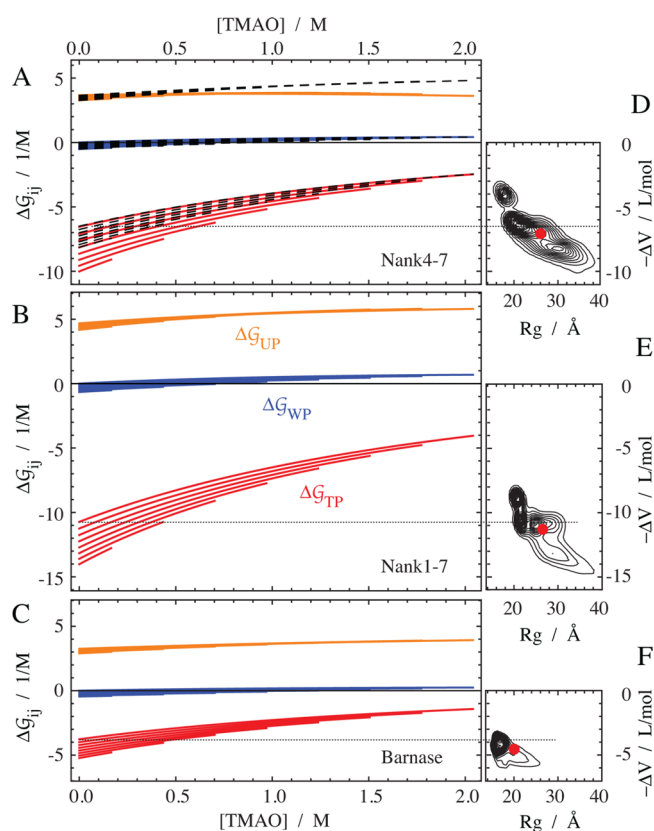 [TMAO] / M
0.0 0.5 1.0 1.5 2.0
A
5
0
-5
-10
ΔG_ij / 1/M
Nank4-7
D
0
-5
-10
-ΔV / L/mol
20 30 40
Rg / Å
B
5
0
-5
-10
-15
ΔG_ij / 1/M
ΔG_UP
ΔG_WP
ΔG_TP
Nank1-7
E
0
-5
-10
-15
-ΔV / L/mol
20 30 40
Rg / Å
C
5
0
-5
ΔG_ij / 1/M
Barnase
0.0 0.5 1.0 1.5 2.0
[TMAO] / M
F
0
-5
-ΔV / L/mol
20 30 40
Rg / Å